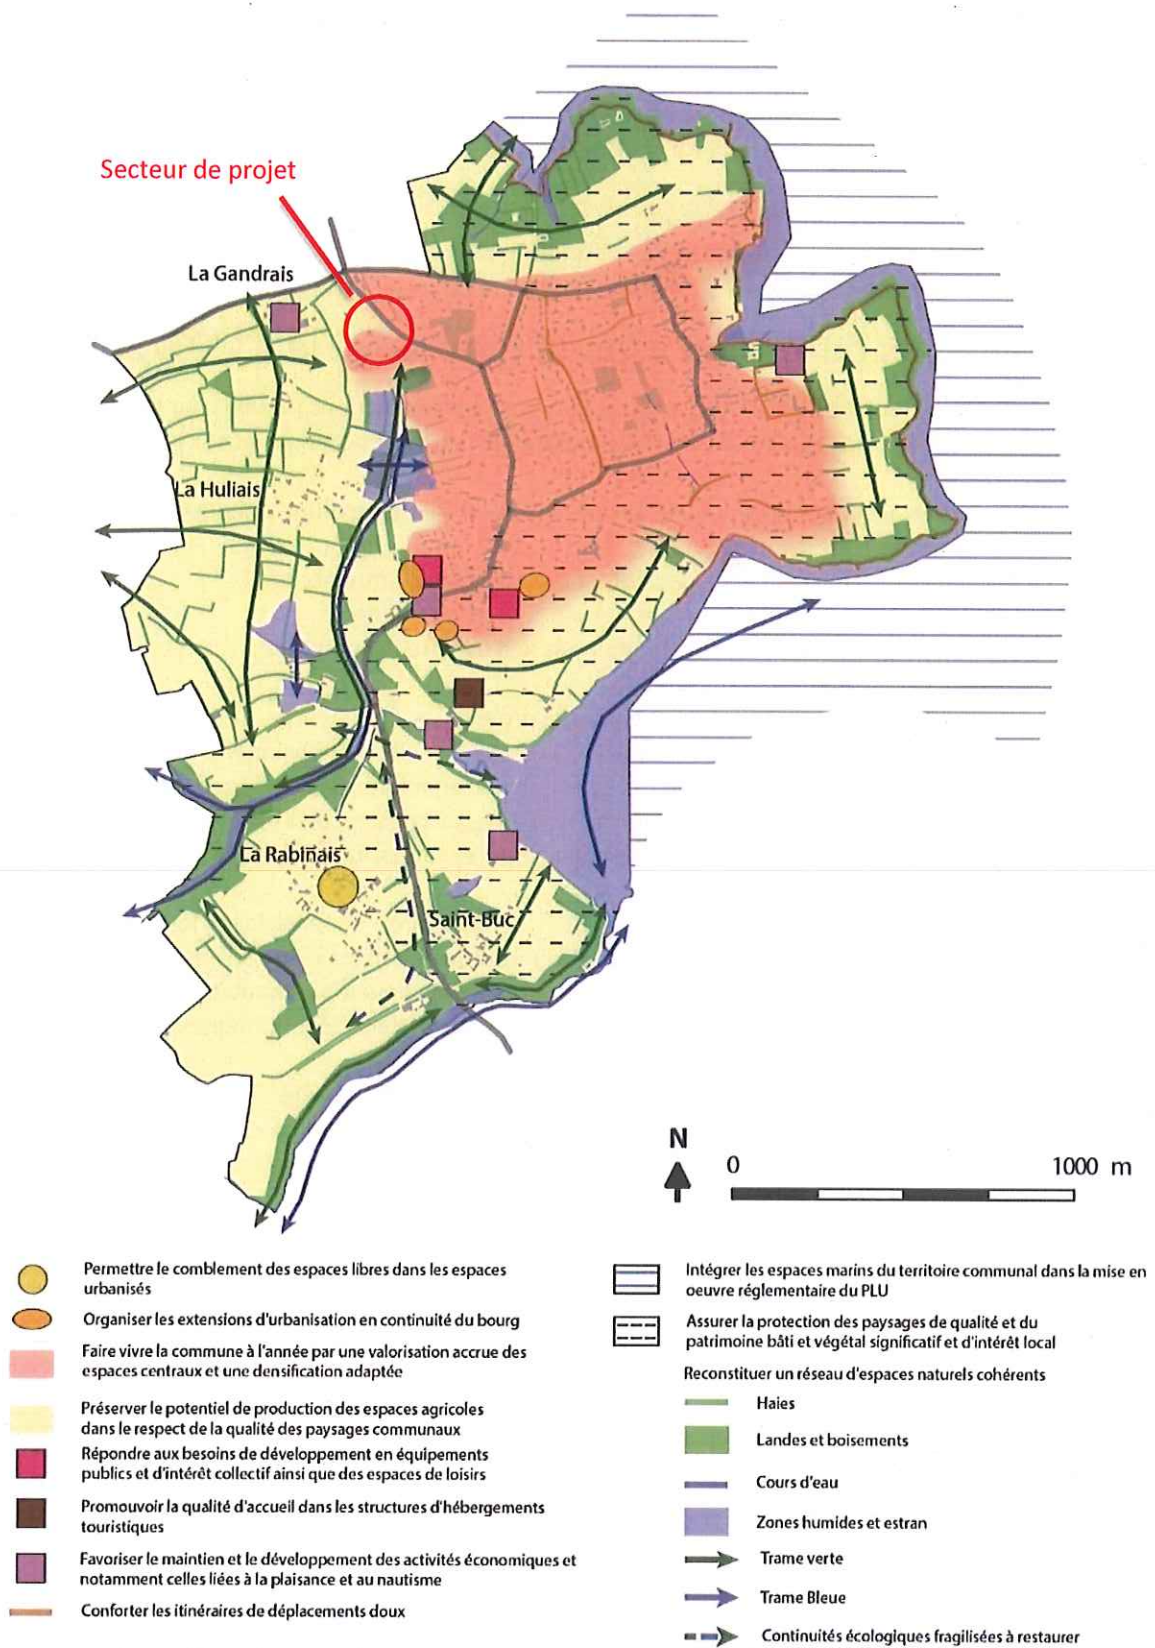 Secteur de projet
La Gandrais
La Huliais
La Rabinais
Saint-Buc
N
0 1000 m
Permettre le comblement des espaces libres dans les espaces
urbanisés
Organiser les extensions d'urbanisation en continuité du bourg
Faire vivre la commune à l'année par une valorisation accrue des
espaces centraux et une densification adaptée
Préserver le potentiel de production des espaces agricoles
dans le respect de la qualité des paysages communaux
Répondre aux besoins de développement en équipements
publics et d'intérêt collectif ainsi que des espaces de loisirs
Promouvoir la qualité d'accueil dans les structures d'hébergements
touristiques
Favoriser le maintien et le développement des activités économiques et
notamment celles liées à la plaisance et au nautisme
Conforter les itinéraires de déplacements doux
Intégrer les espaces marins du territoire communal dans la mise en
oeuvre réglementaire du PLU
Assurer la protection des paysages de qualité et du
patrimoine bâti et végétal significatif et d'intérêt local
Reconstituer un réseau d'espaces naturels cohérents
Haies
Landes et boisements
Cours d'eau
Zones humides et estran
Trame verte
Trame Bleue
Continuités écologiques fragilisées à restaurer